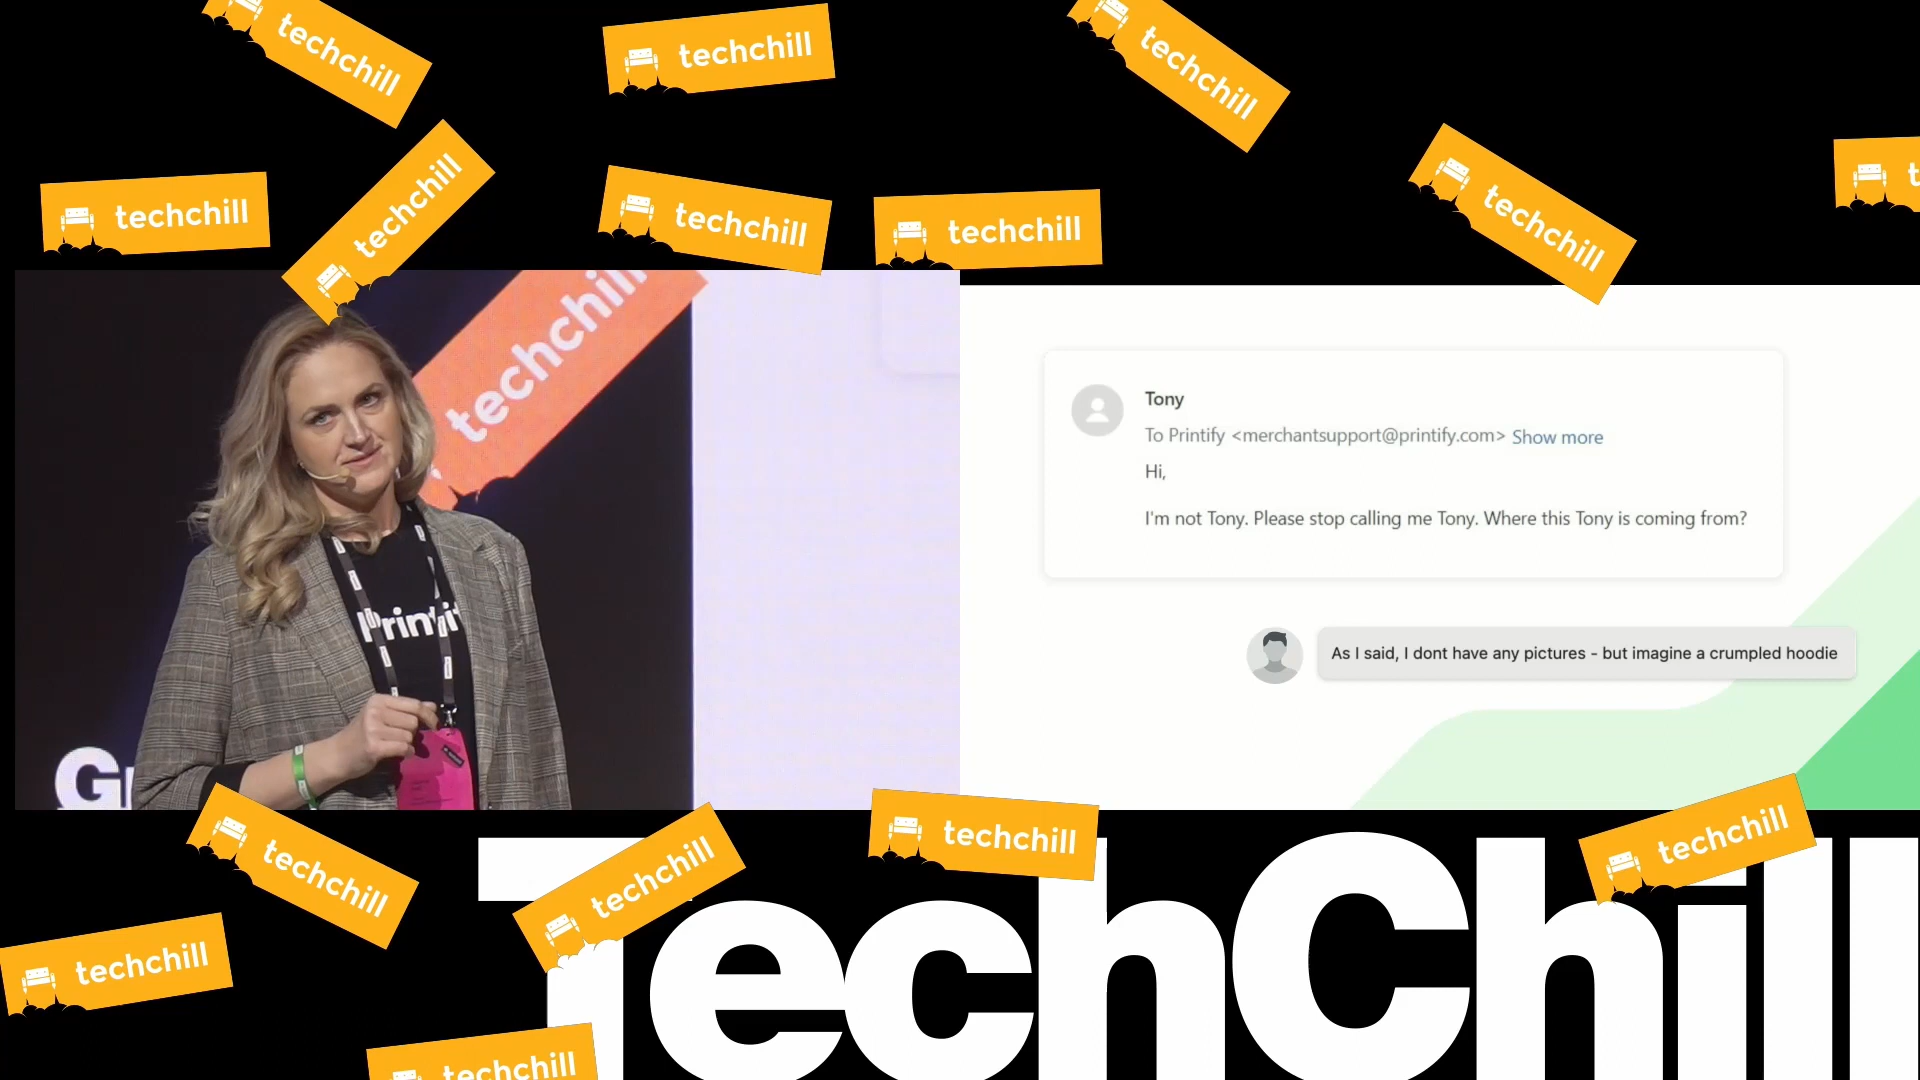 techchill
techchill
techchill
techchill
techchill
techchill
techchill
techchill
techchill
Tony
To Printify <merchantsupport@printify.com> Show more
Hi,
I'm not Tony. Please stop calling me Tony. Where this Tony is coming from?
As I said, I dont have any pictures - but imagine a crumpled hoodie
techchill
techchill
techchill
techchill
techchill
techchill
TechChill